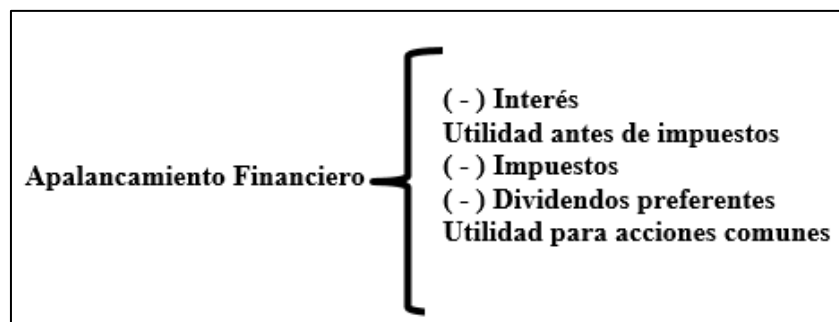 Apalancamiento Financiero
( - ) Interés
Utilidad antes de impuestos
( - ) Impuestos
( - ) Dividendos preferentes
Utilidad para acciones comunes